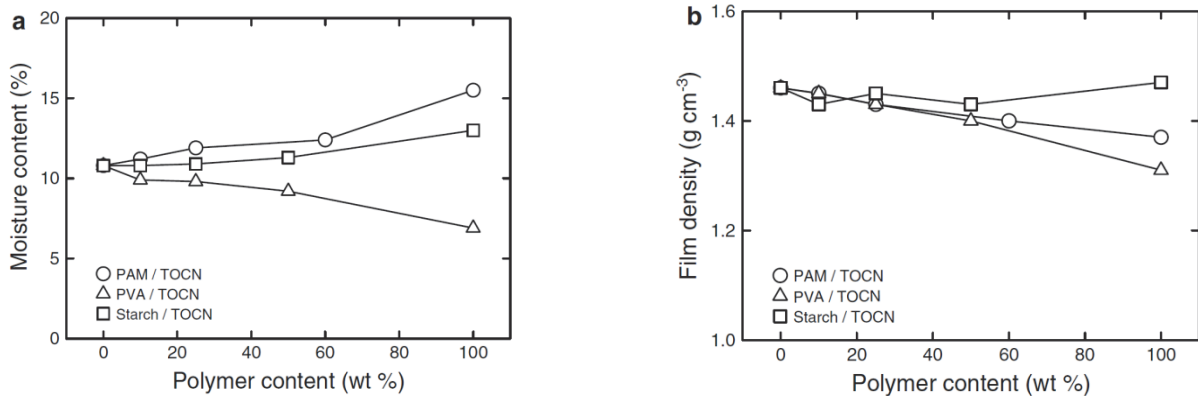 a
20
15
10
5
0
Moisture content (%)
PAM / TOCN
PVA / TOCN
Starch / TOCN
0 20 40 60 80 100
Polymer content (wt %)
b
1.6
1.4
1.2
1.0
Film density (g cm⁻³)
PAM / TOCN
PVA / TOCN
Starch / TOCN
0 20 40 60 80 100
Polymer content (wt %)